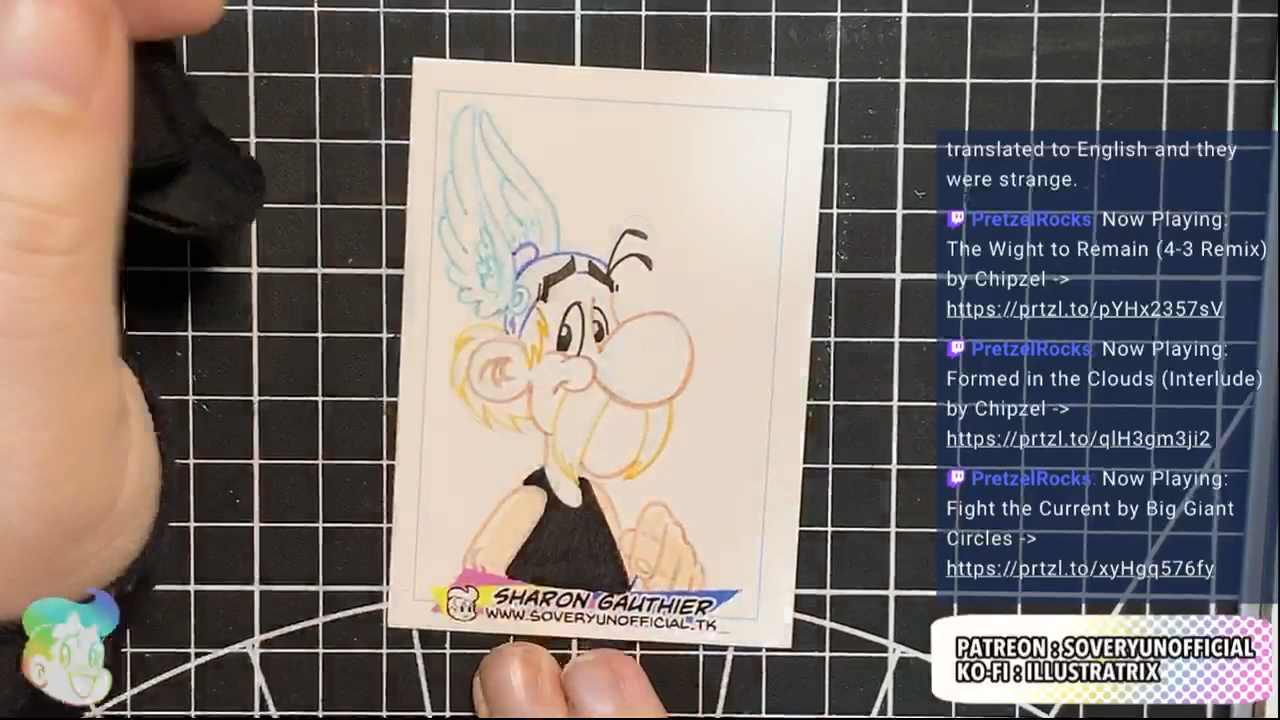 translated to English and they
were strange.
PretzelRocks: Now Playing:
The Wight to Remain (4-3 Remix)
by Chipzel ->
https://prtzl.to/pYHx2357sV
PretzelRocks: Now Playing:
Formed in the Clouds (Interlude)
by Chipzel ->
https://prtzl.to/qlH3gm3ji2
PretzelRocks: Now Playing:
Fight the Current by Big Giant
Circles ->
https://prtzl.to/xyHgq576fy
SHARON GAUTHIER
WWW.SOVERYUNOFFICIAL.TK
PATREON : SOVERYUNOFFICIAL
KO-FI : ILLUSTRATRIX